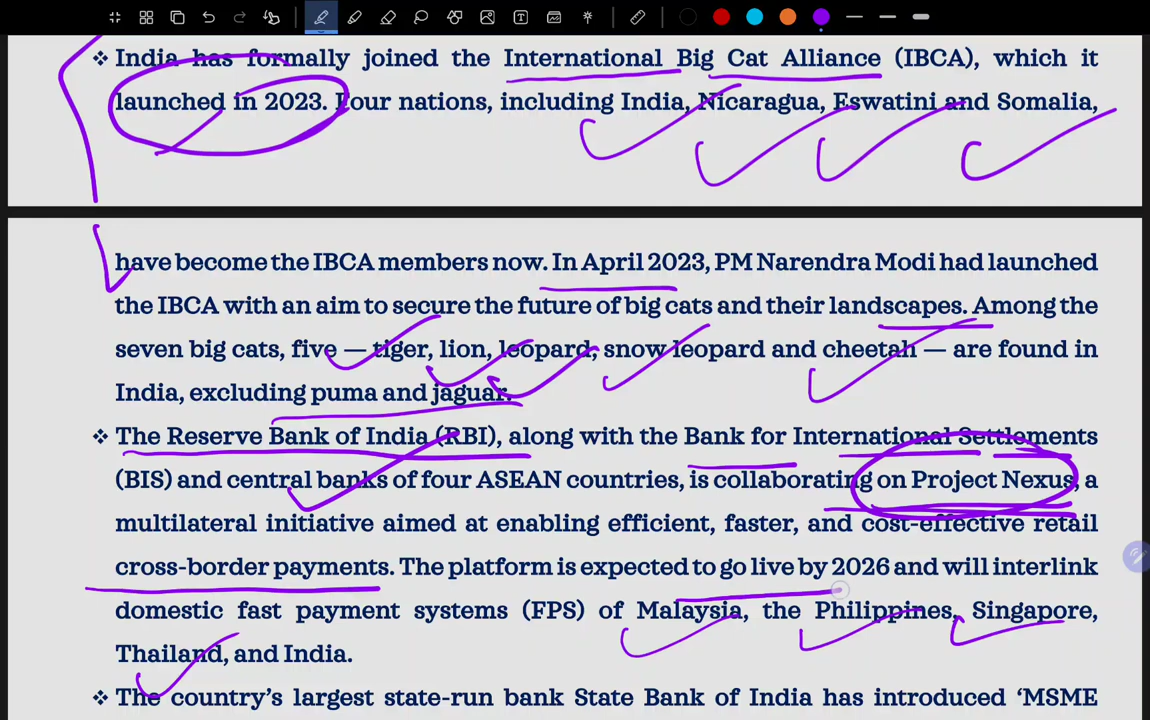 ❖ India has formally joined the International Big Cat Alliance (IBCA), which it
launched in 2023. Four nations, including India, Nicaragua, Eswatini and Somalia,
have become the IBCA members now. In April 2023, PM Narendra Modi had launched
the IBCA with an aim to secure the future of big cats and their landscapes. Among the
seven big cats, five — tiger, lion, leopard, snow leopard and cheetah — are found in
India, excluding puma and jaguar.
❖ The Reserve Bank of India (RBI), along with the Bank for International Settlements
(BIS) and central banks of four ASEAN countries, is collaborating on Project Nexus, a
multilateral initiative aimed at enabling efficient, faster, and cost-effective retail
cross-border payments. The platform is expected to go live by 2026 and will interlink
domestic fast payment systems (FPS) of Malaysia, the Philippines, Singapore,
Thailand, and India.
❖ The country's largest state-run bank State Bank of India has introduced 'MSME